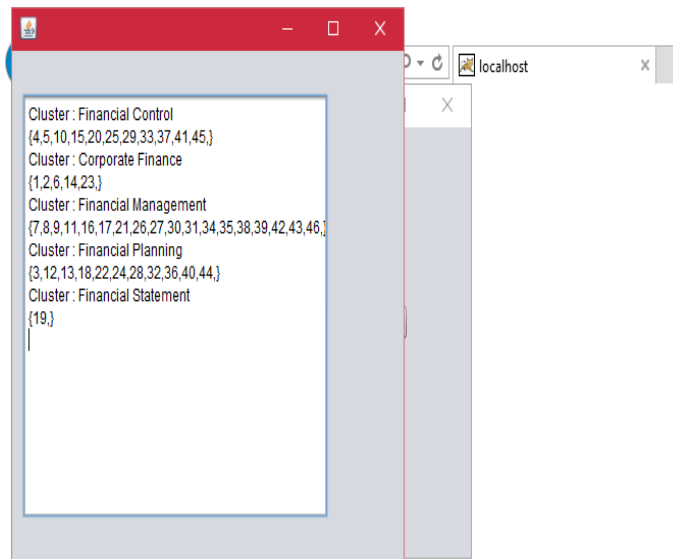 localhost
Cluster : Financial Control
{4,5,10,15,20,25,29,33,37,41,45,}
Cluster : Corporate Finance
{1,2,6,14,23,}
Cluster : Financial Management
{7,8,9,11,16,17,21,26,27,30,31,34,35,38,39,42,43,46,}
Cluster : Financial Planning
{3,12,13,18,22,24,28,32,36,40,44,}
Cluster : Financial Statement
{19,}